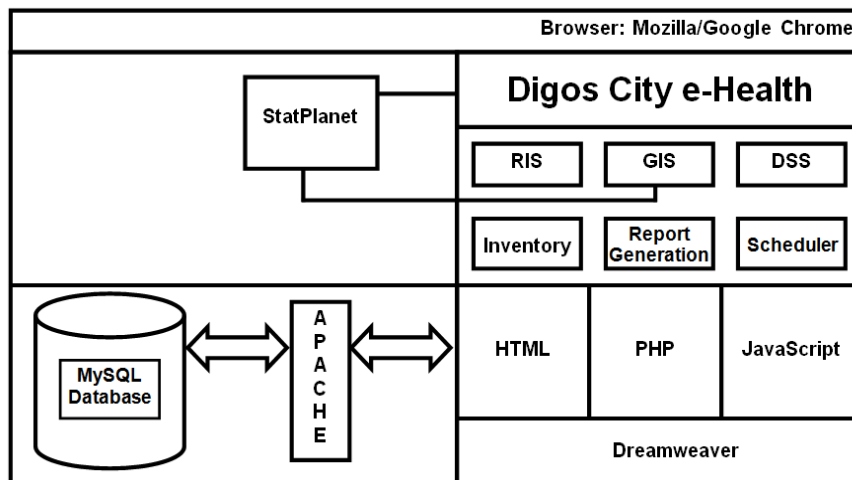 Browser: Mozilla/Google Chrome
StatPlanet
Digos City e-Health
RIS
GIS
DSS
Inventory
Report
Generation
Scheduler
MySQL
Database
A
P
A
C
H
E
HTML
PHP
JavaScript
Dreamweaver